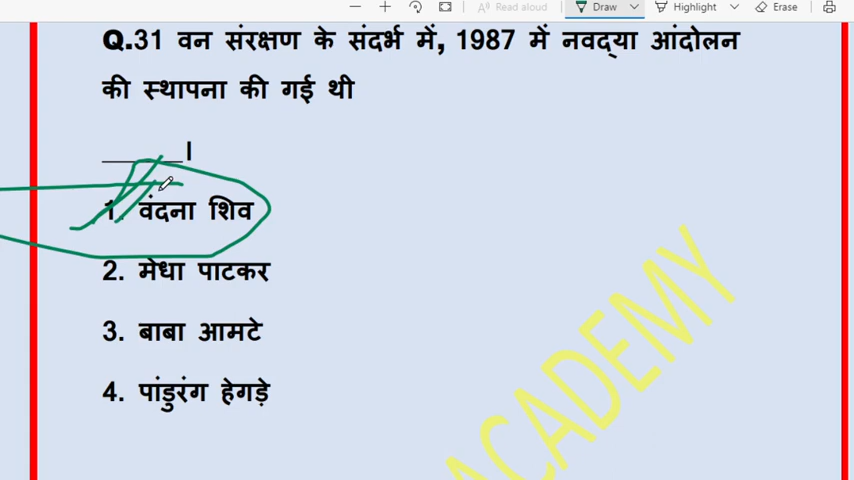 Read aloud Draw Highlight Erase
Q.31 वन संरक्षण के संदर्भ में, 1987 में नवद्या आंदोलन
की स्थापना की गई थी
_______।
1. वंदना शिव
2. मेधा पाटकर
3. बाबा आमटे
4. पांडुरंग हेगड़े
ACADEMY